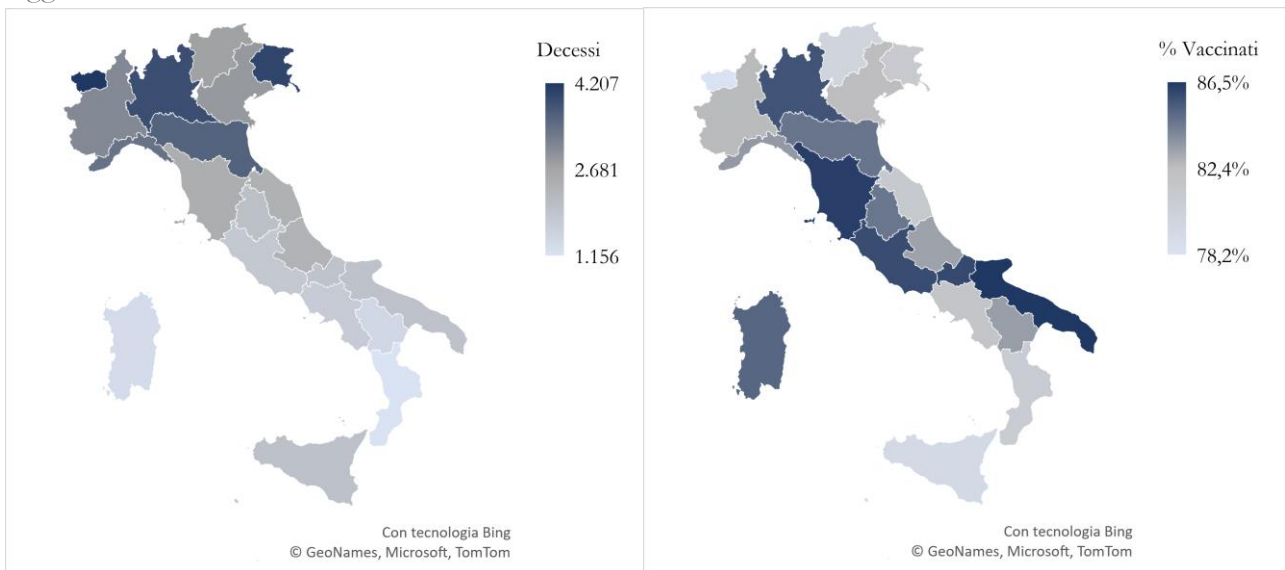 Decessi
4.207
2.681
1.156
Con tecnologia Bing
© GeoNames, Microsoft, TomTom
% Vaccinati
86,5%
82,4%
78,2%
Con tecnologia Bing
© GeoNames, Microsoft, TomTom